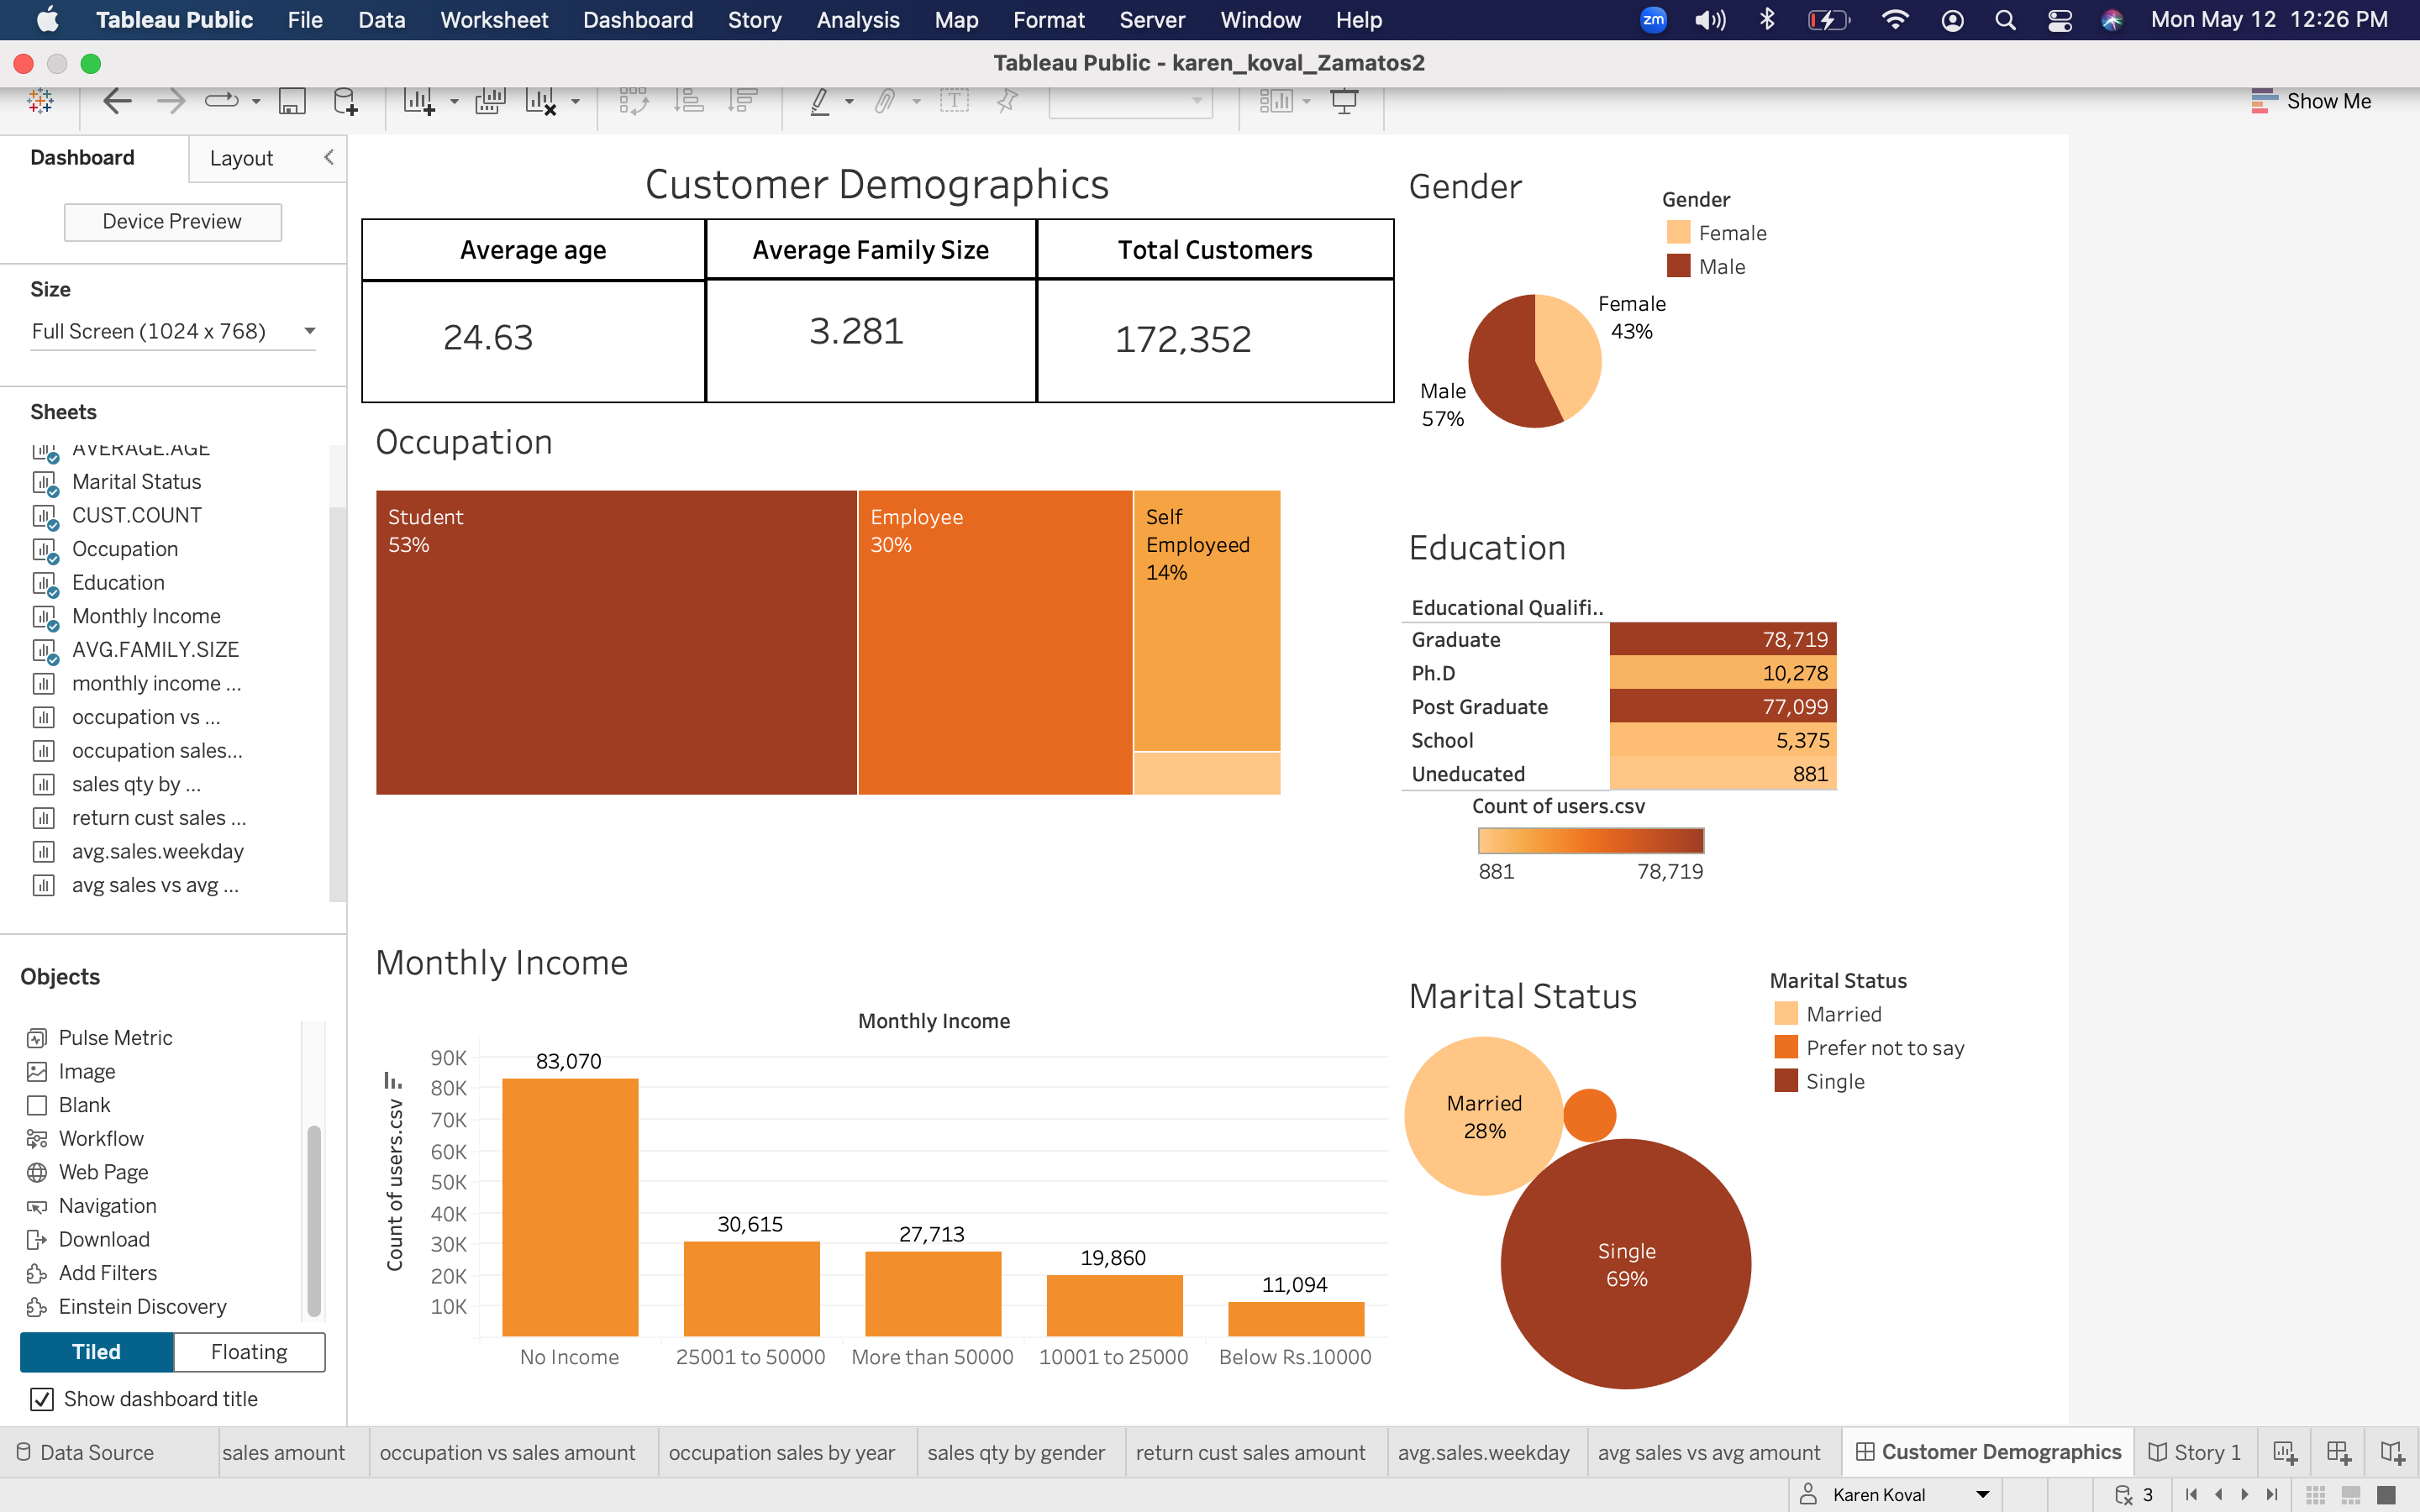 Tableau Public File Data Worksheet Dashboard Story Analysis Map Format Server Window Help zm Mon May 12 12:26 PM
Tableau Public - karen_koval_Zamatos2
Show Me
Dashboard Layout
Device Preview
Size
Full Screen (1024 x 768)
Sheets
AVERAGE.AGE
Marital Status
CUST.COUNT
Occupation
Education
Monthly Income
AVG.FAMILY.SIZE
monthly income ...
occupation vs ...
occupation sales...
sales qty by ...
return cust sales ...
avg.sales.weekday
avg sales vs avg ...
Objects
Pulse Metric
Image
Blank
Workflow
Web Page
Navigation
Download
Add Filters
Einstein Discovery
Tiled Floating
Show dashboard title
Customer Demographics
Average age Average Family Size Total Customers
24.63 3.281 172,352
Occupation
Student
53%
Employee
30%
Self
Employeed
14%
Monthly Income
Monthly Income
Count of users.csv
90K
80K
70K
60K
50K
40K
30K
20K
10K
83,070
30,615
27,713
19,860
11,094
No Income 25001 to 50000 More than 50000 10001 to 25000 Below Rs.10000
Gender
Gender
Female
Male
Female
43%
Male
57%
Education
Educational Qualifi..
Graduate 78,719
Ph.D 10,278
Post Graduate 77,099
School 5,375
Uneducated 881
Count of users.csv
881 78,719
Marital Status
Marital Status
Married
Prefer not to say
Single
Married
28%
Single
69%
Data Source sales amount occupation vs sales amount occupation sales by year sales qty by gender return cust sales amount avg.sales.weekday avg sales vs avg amount Customer Demographics Story 1
Karen Koval 3